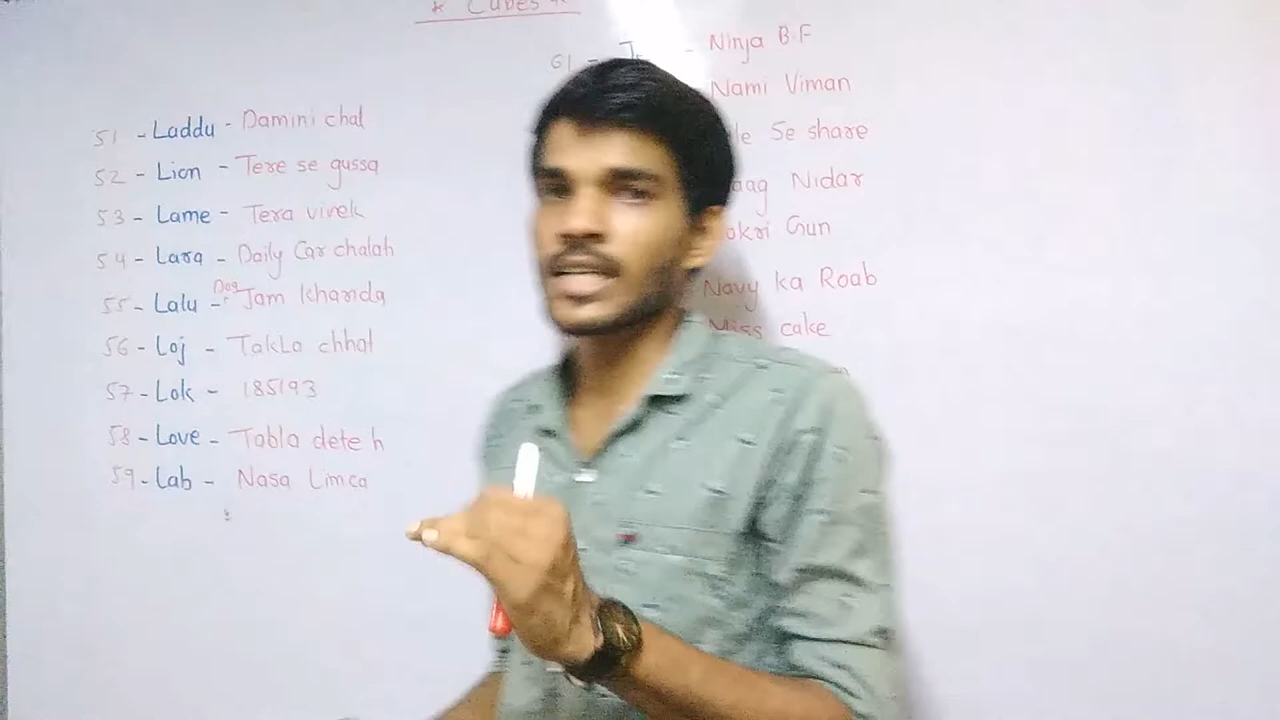 * Cubes *
51 - Laddu - Damini chal
52 - Lion - Tere se gussa
53 - Lame - Tera vivek
54 - Lara - Daily Car chalah
55 - Lalu - Dog Jam khamda
56 - Loj - Takla chhal
57 - Lok - 185193
58 - Love - Tabla dete h
59 - Lab - Nasa Limca
61 - - Ninja B F
Nami Viman
Se share
Nidar
Gun
Navy ka Roab
Miss cake